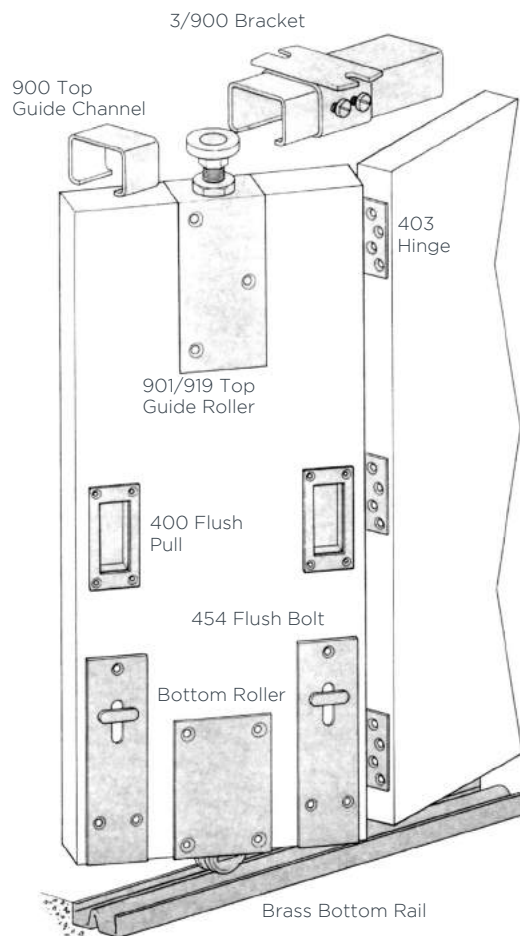 3/900 Bracket
900 Top
Guide Channel
403
Hinge
901/919 Top
Guide Roller
400 Flush
Pull
454 Flush Bolt
Bottom Roller
Brass Bottom Rail